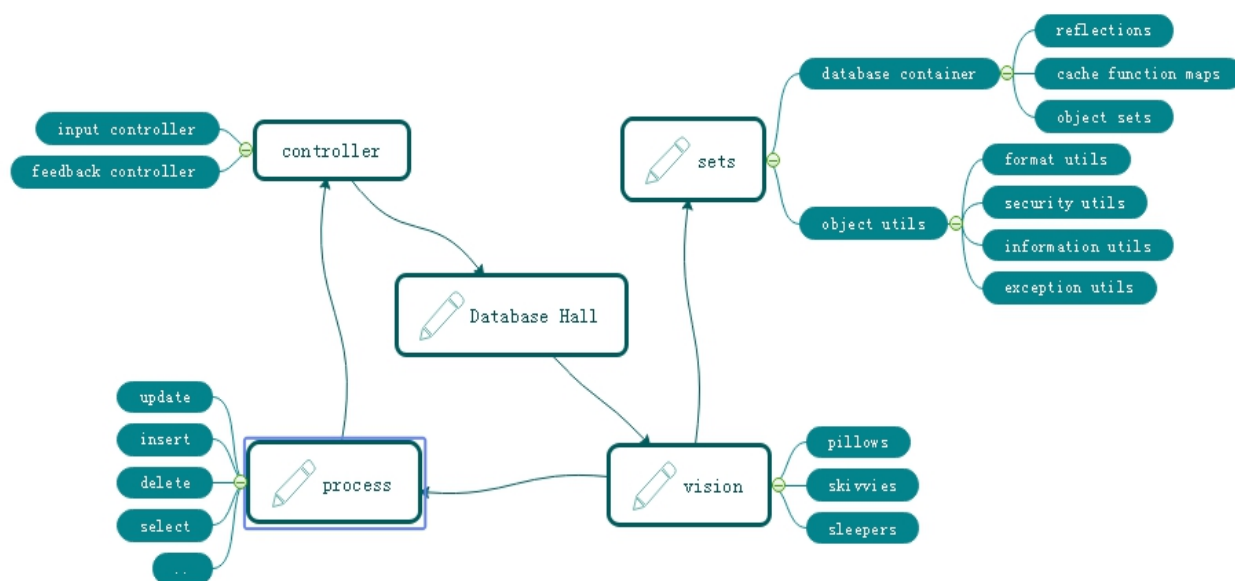 reflections
database container
cache function maps
object sets
input controller
controller
feedback controller
sets
format utils
security utils
object utils
information utils
exception utils
Database Hall
update
insert
delete
process
select
..
pillows
vision
skivvies
sleepers